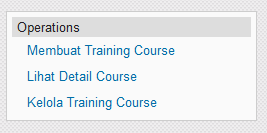 Operations
Membuat Training Course
Lihat Detail Course
Kelola Training Course